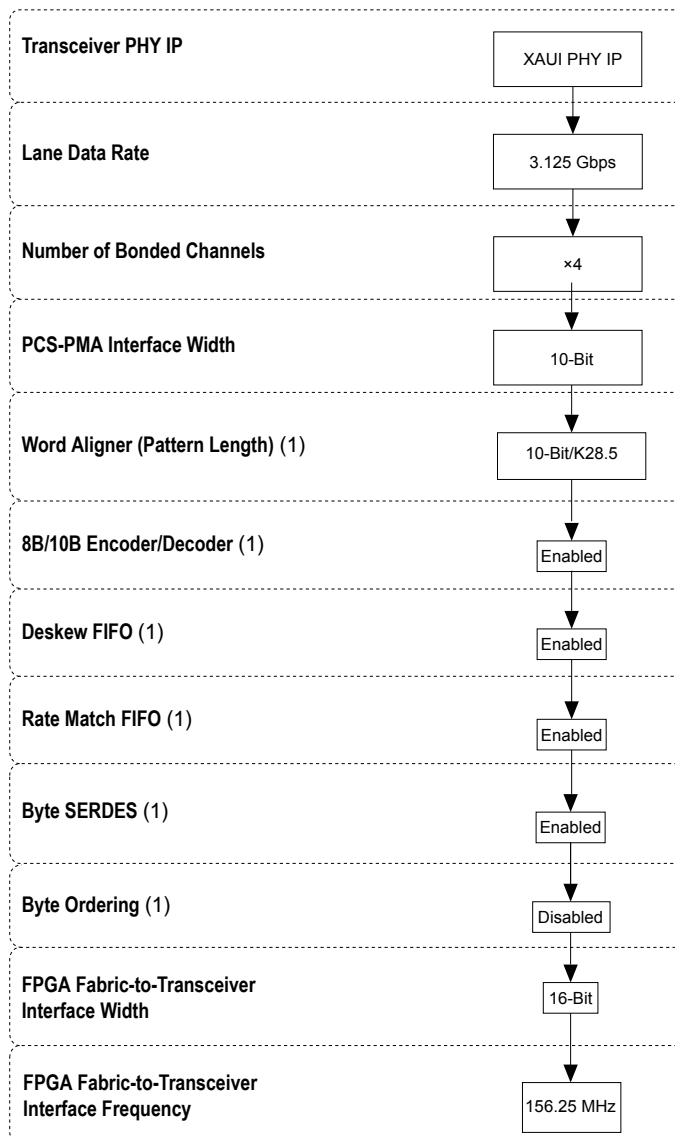 Transceiver PHY IP
XAUI PHY IP
Lane Data Rate
3.125 Gbps
Number of Bonded Channels
×4
PCS-PMA Interface Width
10-Bit
Word Aligner (Pattern Length) (1)
10-Bit/K28.5
8B/10B Encoder/Decoder (1)
Enabled
Deskew FIFO (1)
Enabled
Rate Match FIFO (1)
Enabled
Byte SERDES (1)
Enabled
Byte Ordering (1)
Disabled
FPGA Fabric-to-Transceiver
Interface Width
16-Bit
FPGA Fabric-to-Transceiver
Interface Frequency
156.25 MHz